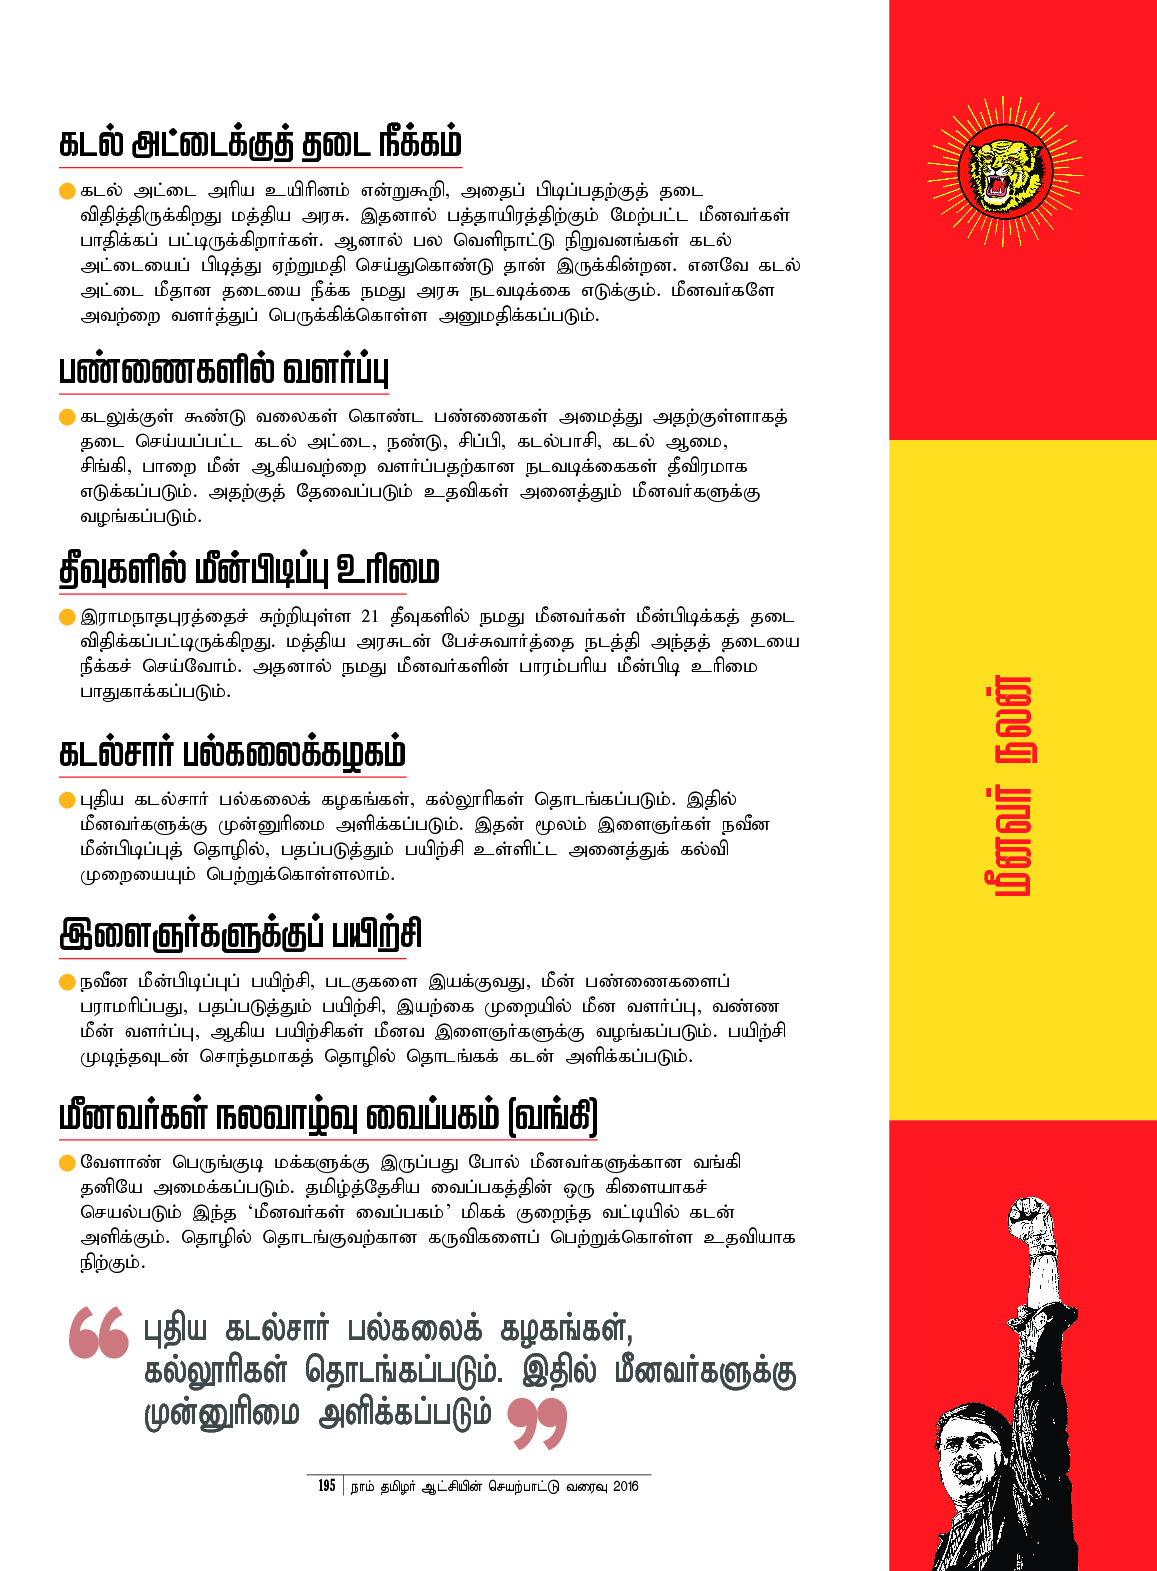 கடல் அட்டைக்குத் தடை நீக்கம்
கடல் அட்டை அரிய உயிரினம் என்றுகூறி, அதைப் பிடிப்பதற்குத் தடை
விதித்திருக்கிறது மத்திய அரசு. இதனால் பத்தாயிரத்திற்கும் மேற்பட்ட மீனவர்கள்
பாதிக்கப் பட்டிருக்கிறார்கள். ஆனால் பல வெளிநாட்டு நிறுவனங்கள் கடல்
அட்டையைப் பிடித்து ஏற்றுமதி செய்துகொண்டு தான் இருக்கின்றன. எனவே கடல்
அட்டை மீதான தடையை நீக்க நமது அரசு நடவடிக்கை எடுக்கும். மீனவர்களே
அவற்றை வளர்த்துப் பெருக்கிக்கொள்ள அனுமதிக்கப்படும்.
பண்ணைகளில் வளர்ப்பு
கடலுக்குள் கூண்டு வலைகள் கொண்ட பண்ணைகள் அமைத்து அதற்குள்ளாகத்
தடை செய்யப்பட்ட கடல் அட்டை, நண்டு, சிப்பி, கடல்பாசி, கடல் ஆமை,
சிங்கி, பாறை மீன் ஆகியவற்றை வளர்ப்பதற்கான நடவடிக்கைகள் தீவிரமாக
எடுக்கப்படும். அதற்குத் தேவைப்படும் உதவிகள் அனைத்தும் மீனவர்களுக்கு
வழங்கப்படும்.
தீவுகளில் மீன்பிடிப்பு உரிமை
இராமநாதபுரத்தைச் சுற்றியுள்ள 21 தீவுகளில் நமது மீனவர்கள் மீன்பிடிக்கத் தடை
விதிக்கப்பட்டிருக்கிறது. மத்திய அரசுடன் பேச்சுவார்த்தை நடத்தி அந்தத் தடையை
நீக்கச் செய்வோம். அதனால் நமது மீனவர்களின் பாரம்பரிய மீன்பிடி உரிமை
பாதுகாக்கப்படும்.
கடல்சார் பல்கலைக்கழகம்
புதிய கடல்சார் பல்கலைக் கழகங்கள், கல்லூரிகள் தொடங்கப்படும். இதில்
மீனவர்களுக்கு முன்னுரிமை அளிக்கப்படும். இதன் மூலம் இளைஞர்கள் நவீன
மீன்பிடிப்புத் தொழில், பதப்படுத்தும் பயிற்சி உள்ளிட்ட அனைத்துக் கல்வி
முறையையும் பெற்றுக்கொள்ளலாம்.
இளைஞர்களுக்குப் பயிற்சி
நவீன மீன்பிடிப்புப் பயிற்சி, படகுகளை இயக்குவது, மீன் பண்ணைகளைப்
பராமரிப்பது, பதப்படுத்தும் பயிற்சி, இயற்கை முறையில் மீன வளர்ப்பு, வண்ண
மீன் வளர்ப்பு, ஆகிய பயிற்சிகள் மீனவ இளைஞர்களுக்கு வழங்கப்படும். பயிற்சி
முடிந்தவுடன் சொந்தமாகத் தொழில் தொடங்கக் கடன் அளிக்கப்படும்.
மீனவர்கள் நலவாழ்வு வைப்பகம் (வங்கி)
வேளாண் பெருங்குடி மக்களுக்கு இருப்பது போல் மீனவர்களுக்கான வங்கி
தனியே அமைக்கப்படும். தமிழ்த்தேசிய வைப்பகத்தின் ஒரு கிளையாகச்
செயல்படும் இந்த ‘மீனவர்கள் வைப்பகம்’ மிகக் குறைந்த வட்டியில் கடன்
அளிக்கும். தொழில் தொடங்குவற்கான கருவிகளைப் பெற்றுக்கொள்ள உதவியாக
நிற்கும்.
“புதிய கடல்சார் பல்கலைக் கழகங்கள்,
கல்லூரிகள் தொடங்கப்படும். இதில் மீனவர்களுக்கு
முன்னுரிமை அளிக்கப்படும்”
195 நாம் தமிழர் ஆட்சியின் செயற்பாட்டு வரைவு 2016
மீனவர் நலன்